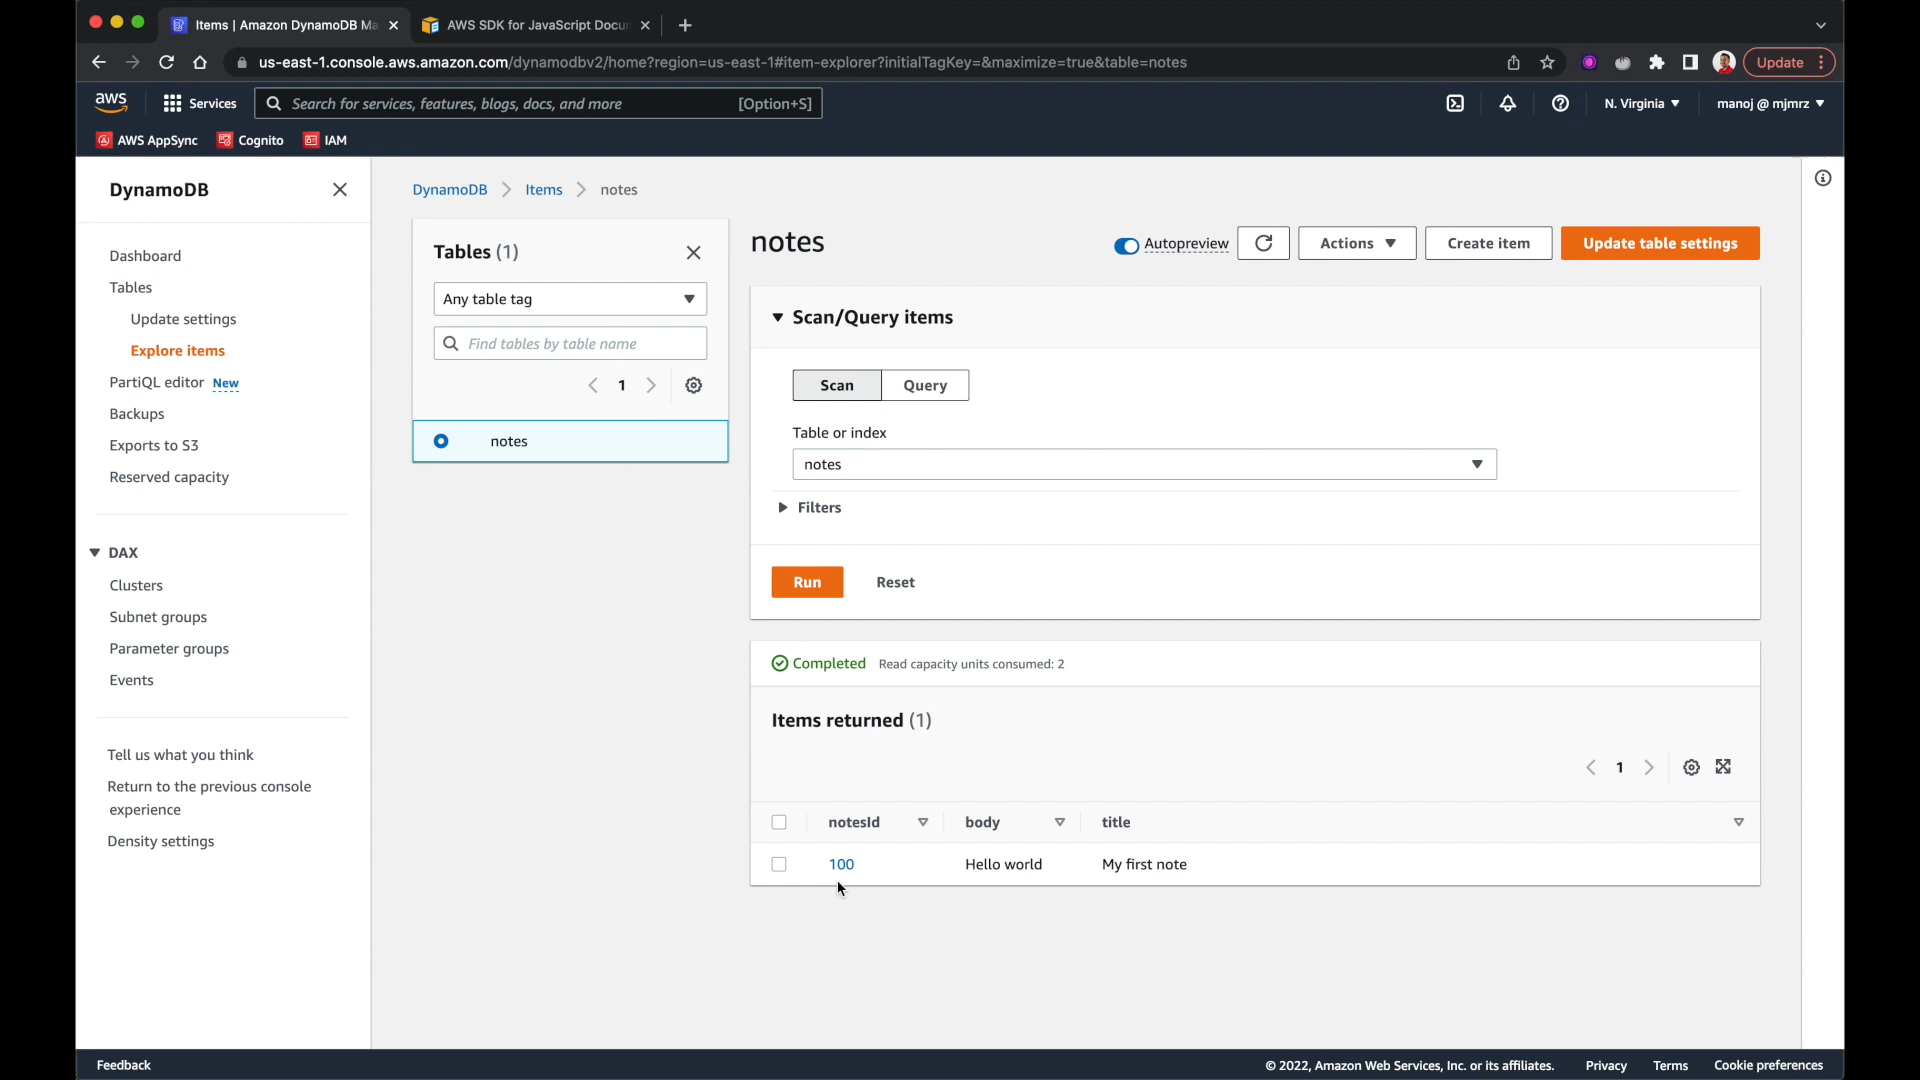 Items | Amazon DynamoDB Ma
AWS SDK for JavaScript Docu
us-east-1.console.aws.amazon.com/dynamodbv2/home?region=us-east-1#item-explorer?initialTagKey=&maximize=true&table=notes
Update
aws
Services
Search for services, features, blogs, docs, and more
[Option+S]
N. Virginia
manoj @ mjmrz
AWS AppSync
Cognito
IAM
DynamoDB
Dashboard
Tables
Update settings
Explore items
PartiQL editor New
Backups
Exports to S3
Reserved capacity
DAX
Clusters
Subnet groups
Parameter groups
Events
Tell us what you think
Return to the previous console
experience
Density settings
DynamoDB
Items
notes
Tables (1)
Any table tag
Find tables by table name
1
notes
notes
Autopreview
Actions
Create item
Update table settings
Scan/Query items
Scan
Query
Table or index
notes
Filters
Run
Reset
Completed
Read capacity units consumed: 2
Items returned (1)
1
notesId
body
title
100
Hello world
My first note
Feedback
© 2022, Amazon Web Services, Inc. or its affiliates.
Privacy
Terms
Cookie preferences